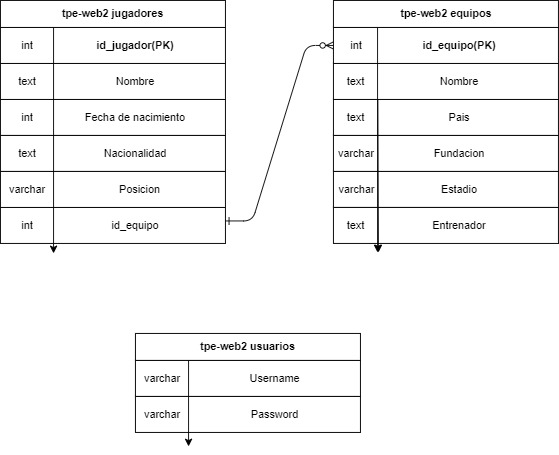 tpe-web2 jugadores
int id_jugador(PK)
text Nombre
int Fecha de nacimiento
text Nacionalidad
varchar Posicion
int id_equipo
tpe-web2 equipos
int id_equipo(PK)
text Nombre
text Pais
varchar Fundacion
varchar Estadio
text Entrenador
tpe-web2 usuarios
varchar Username
varchar Password